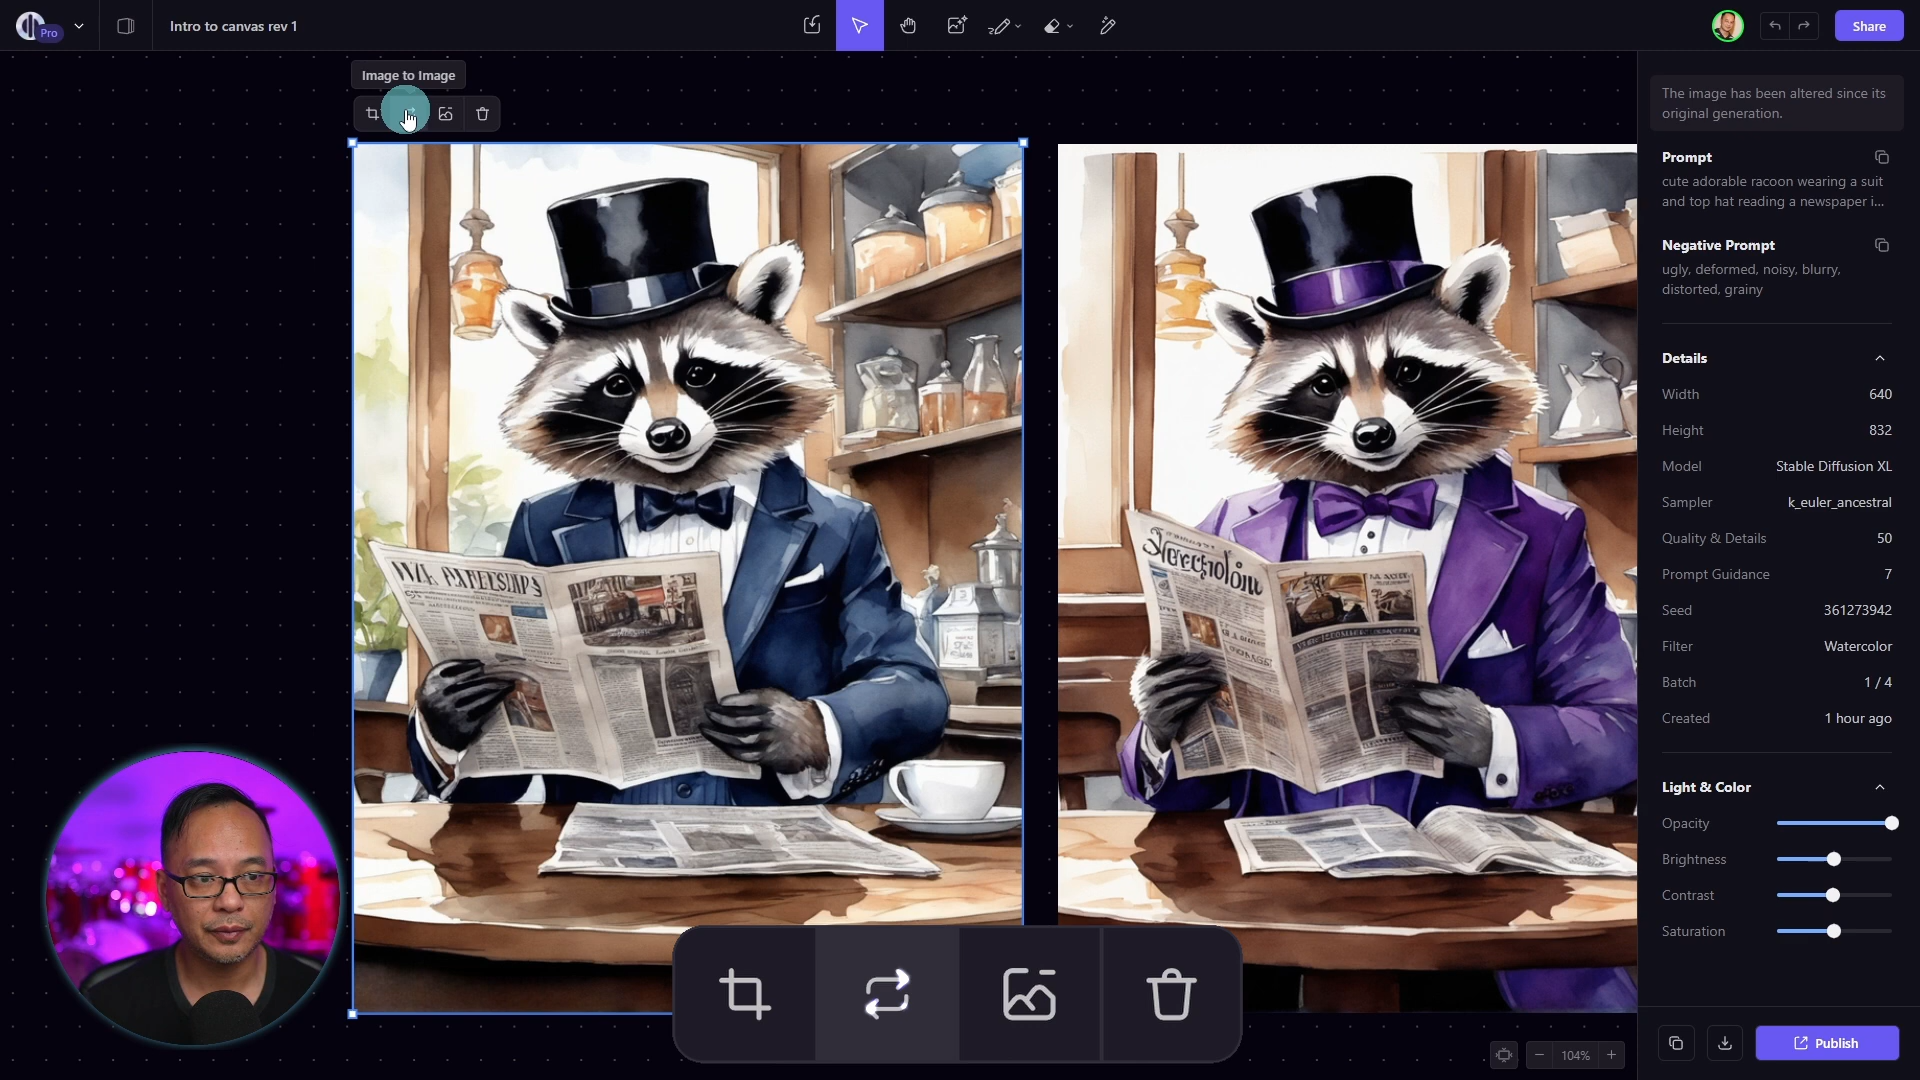 Pro
Intro to canvas rev 1
Share
Image to Image
The image has been altered since its
original generation.
Prompt
cute adorable racoon wearing a suit
and top hat reading a newspaper i...
Negative Prompt
ugly, deformed, noisy, blurry,
distorted, grainy
Details
Width 640
Height 832
Model Stable Diffusion XL
Sampler k_euler_ancestral
Quality & Details 50
Prompt Guidance 7
Seed 361273942
Filter Watercolor
Batch 1 / 4
Created 1 hour ago
Light & Color
Opacity
Brightness
Contrast
Saturation
104%
Publish